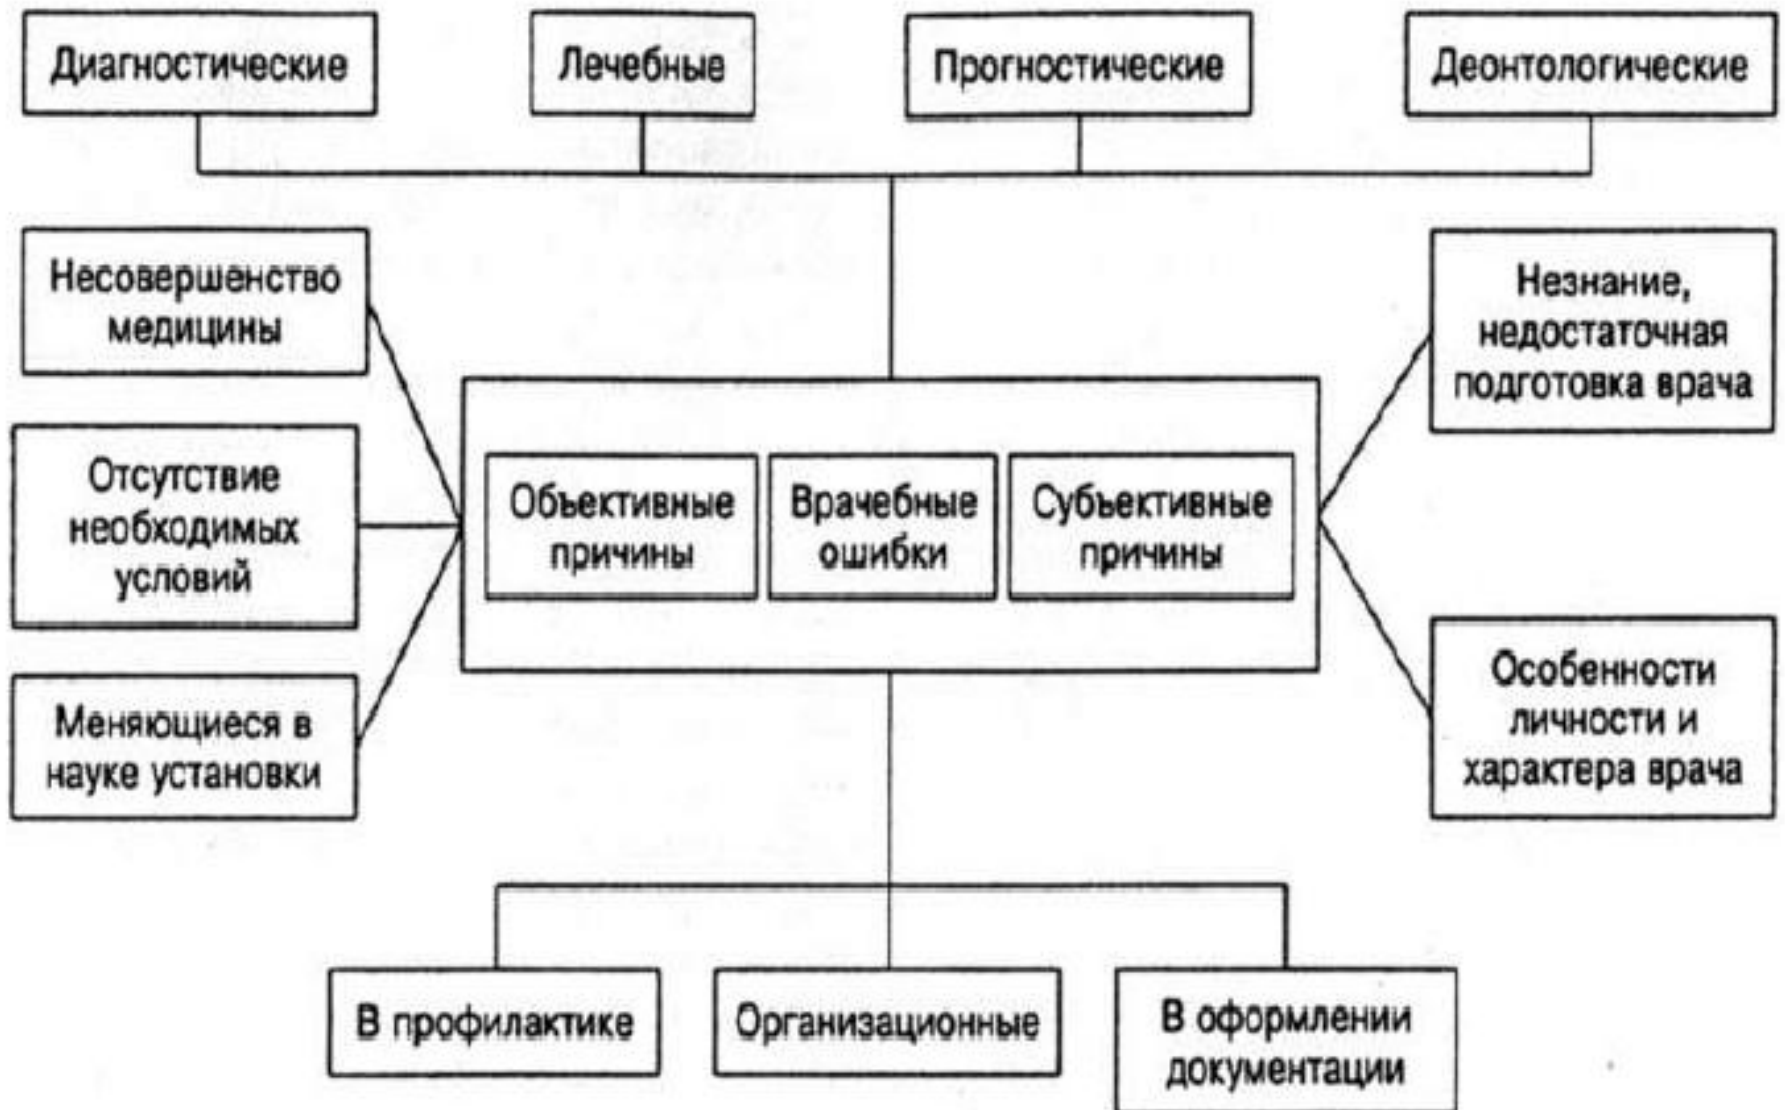 Диагностические
Лечебные
Прогностические
Деонтологические
Несовершенство
медицины
Незнание,
недостаточная
подготовка врача
Отсутствие
необходимых
условий
Объективные
причины
Врачебные
ошибки
Субъективные
причины
Меняющиеся в
науке установки
Особенности
личности и
характера врача
В профилактике
Организационные
В оформлении
документации